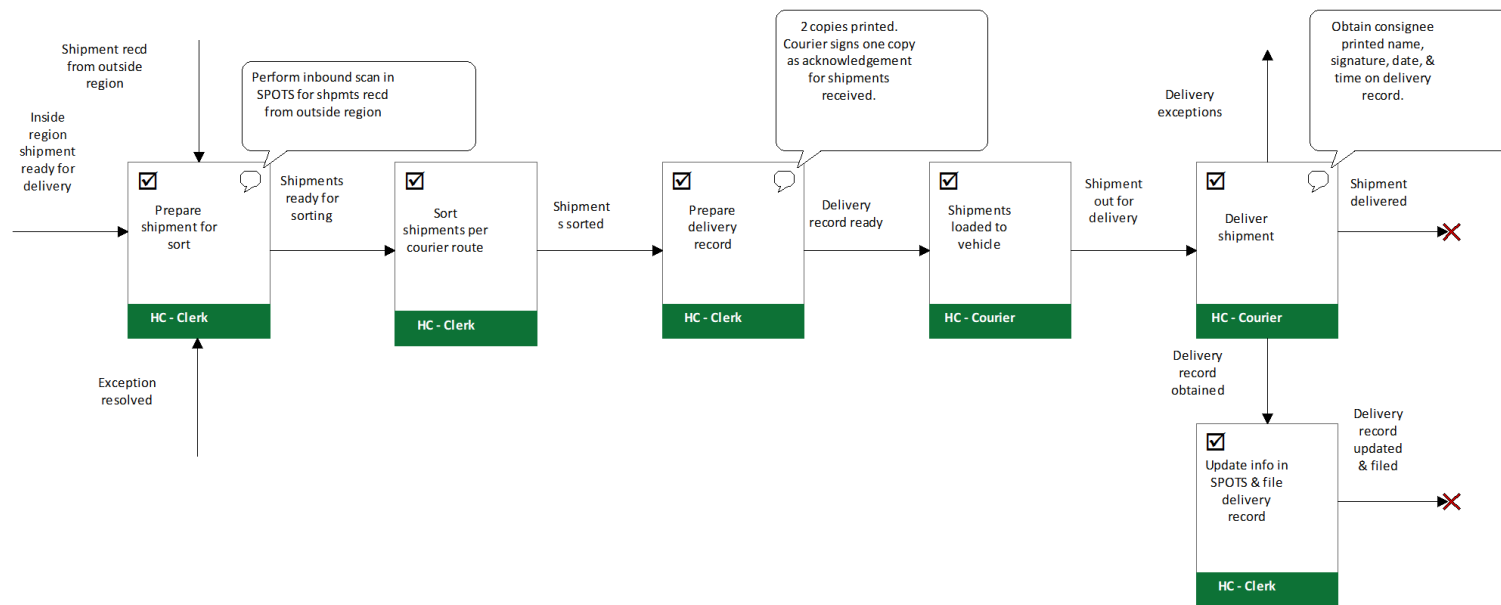 Shipment recd
from outside
region
Inside
region
shipment
ready for
delivery
Perform inbound scan in
SPOTS for shpmts recd
from outside region
Prepare
shipment for
sort
HC - Clerk
Exception
resolved
Shipments
ready for
sorting
Sort
shipments per
courier route
HC - Clerk
Shipment
s sorted
2 copies printed.
Courier signs one copy
as acknowledgement
for shipments
received.
Prepare
delivery
record
HC - Clerk
Delivery
record ready
Shipments
loaded to
vehicle
HC - Courier
Shipment
out for
delivery
Delivery
exceptions
Obtain consignee
printed name,
signature, date, &
time on delivery
record.
Deliver
shipment
HC - Courier
Shipment
delivered
Delivery
record
obtained
Update info in
SPOTS & file
delivery
record
HC - Clerk
Delivery
record
updated
& filed